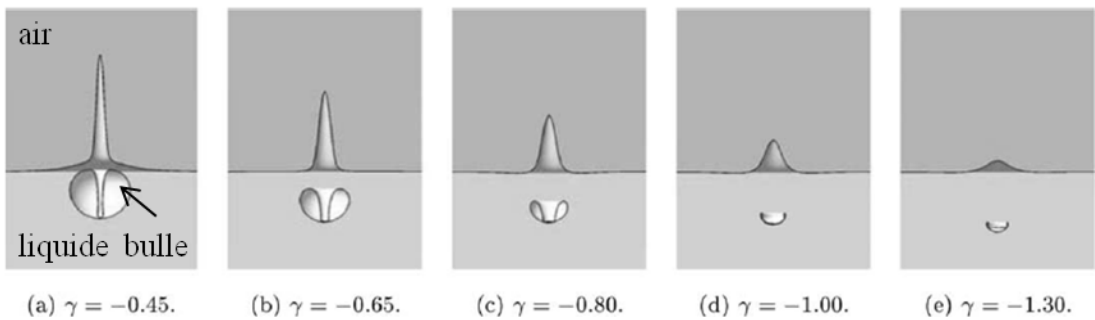 air
liquide bulle
(a) γ = −0.45.
(b) γ = −0.65.
(c) γ = −0.80.
(d) γ = −1.00.
(e) γ = −1.30.